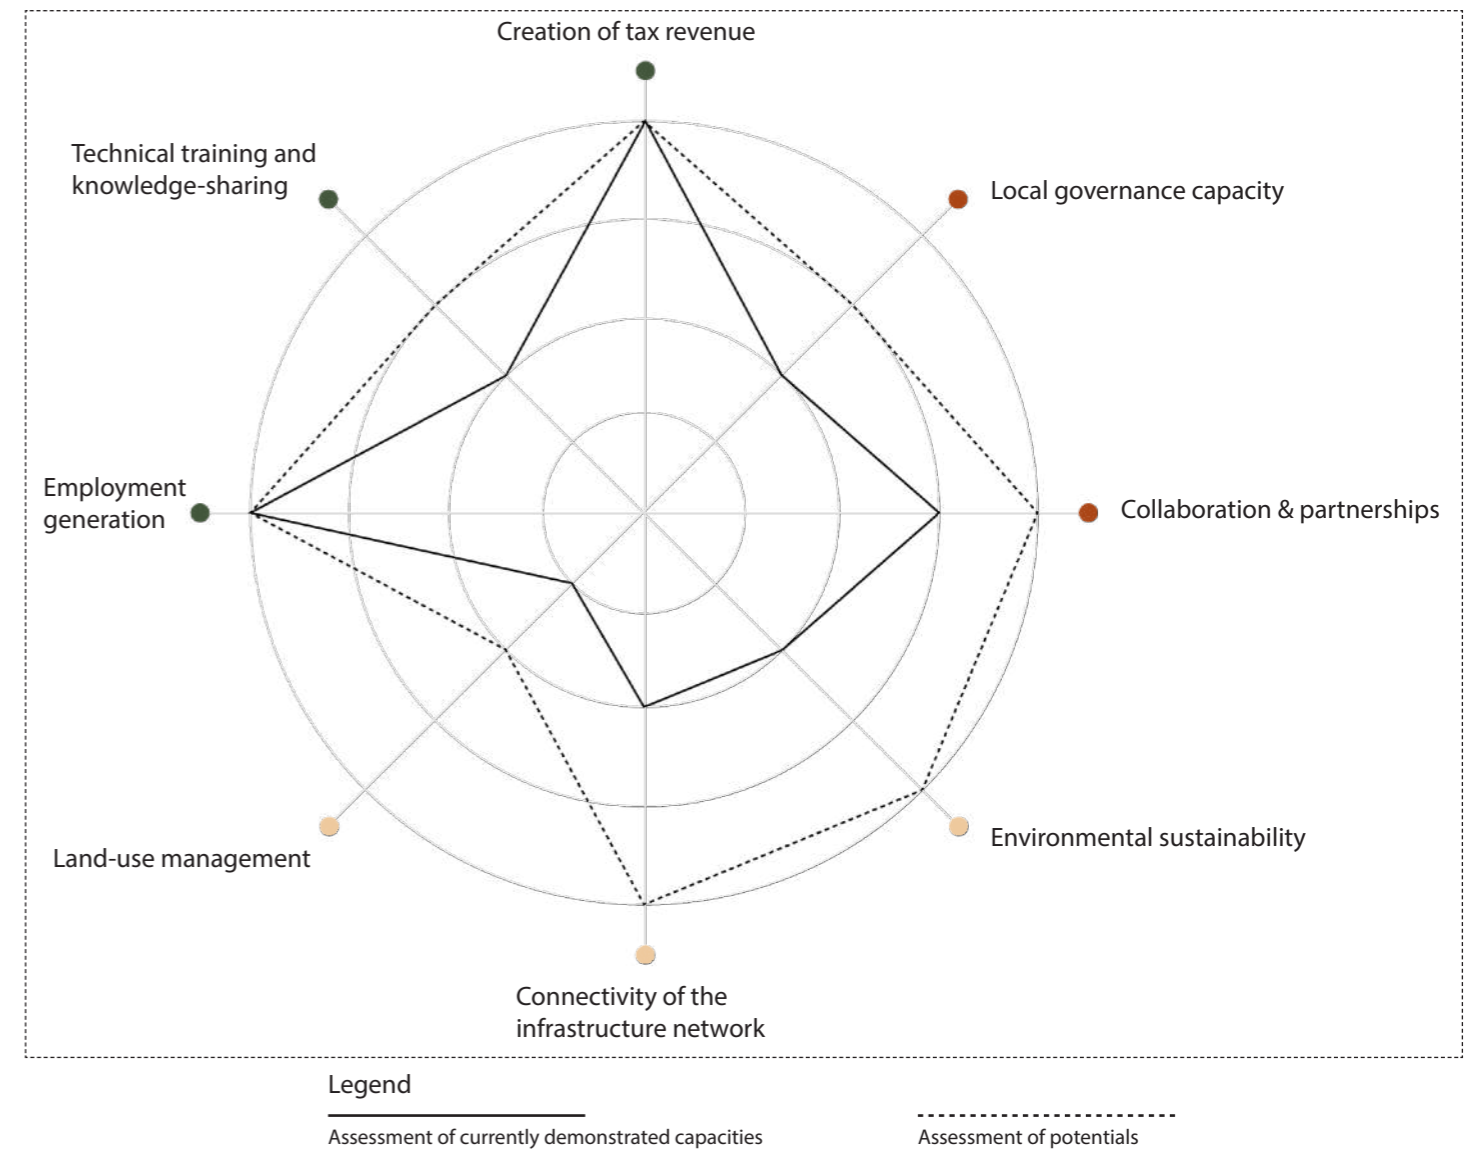 Creation of tax revenue
Technical training and
knowledge-sharing
Local governance capacity
Employment
generation
Collaboration & partnerships
Land-use management
Environmental sustainability
Connectivity of the
infrastructure network
Legend
Assessment of currently demonstrated capacities
Assessment of potentials